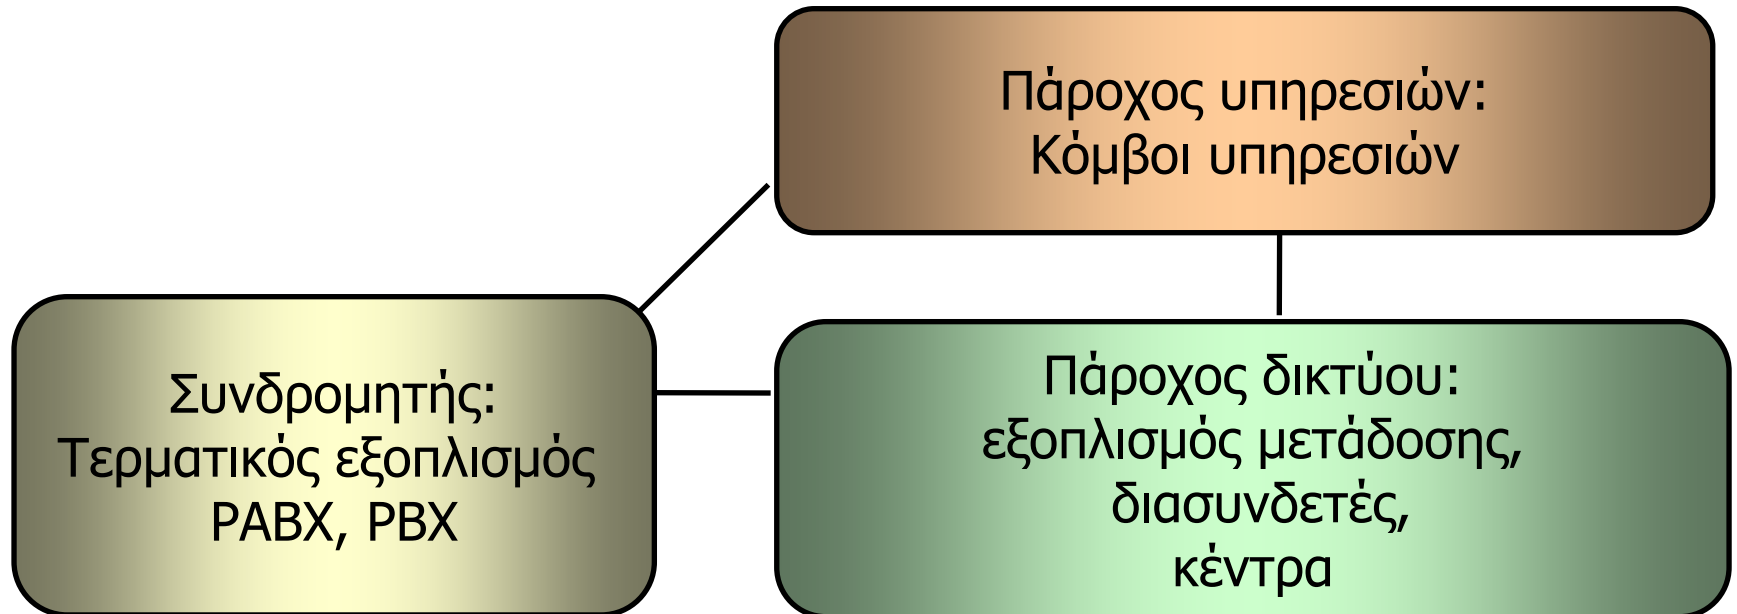 Πάροχος υπηρεσιών:
Κόμβοι υπηρεσιών
Συνδρομητής:
Τερματικός εξοπλισμός
PABX, PBX
Πάροχος δικτύου:
εξοπλισμός μετάδοσης,
διασυνδετές,
κέντρα